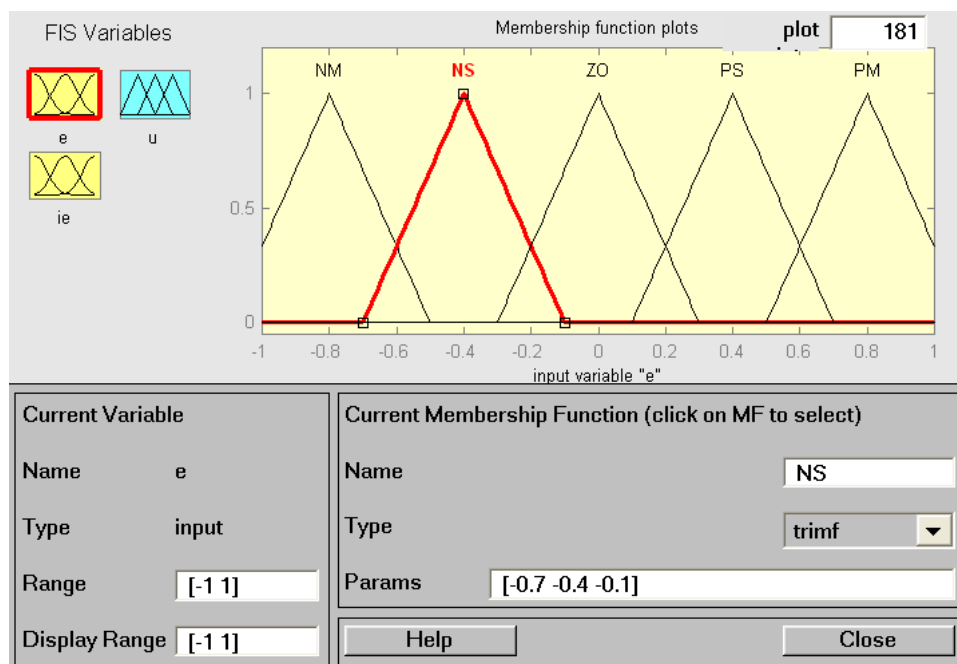 FIS Variables
Membership function plots
plot
181
e
u
ie
NM NS ZO PS PM
1
0.5
0
-1 -0.8 -0.6 -0.4 -0.2 0 0.2 0.4 0.6 0.8 1
input variable "e"
Current Variable
Name e
Type input
Range [-1 1]
Display Range [-1 1]
Current Membership Function (click on MF to select)
Name NS
Type trimf
Params [-0.7 -0.4 -0.1]
Help Close